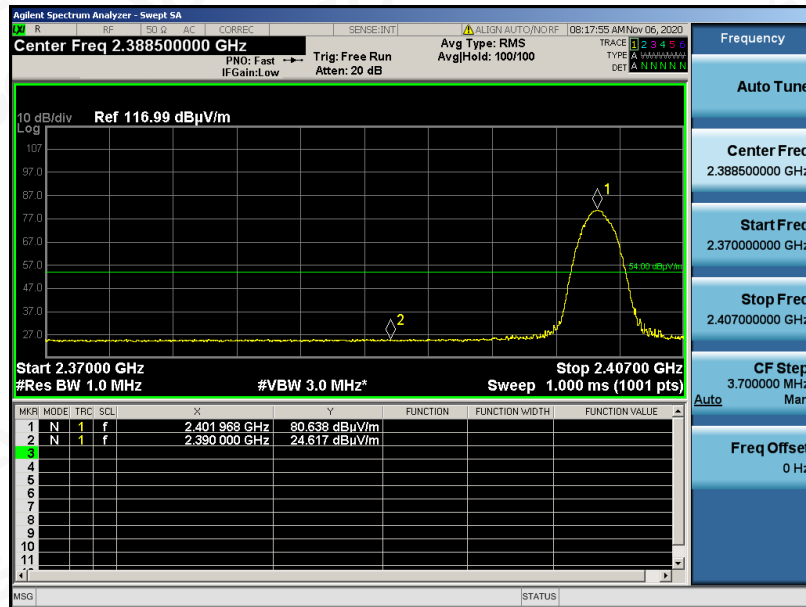 Agilent Spectrum Analyzer - Swept SA
LXI R RF 50 Ω AC CORREC SENSE:INT ALIGN AUTO/NORF 08:17:55 AM Nov 06, 2020
Center Freq 2.388500000 GHz
PNO: Fast
IFGain:Low
Trig: Free Run
Atten: 20 dB
Avg Type: RMS
Avg|Hold: 100/100
TRACE 1 2 3 4 5 6
TYPE A WWWWW
DET A N N N N N
10 dB/div
Log
Ref 116.99 dBµV/m
107
97.0
87.0
77.0
67.0
57.0
47.0
37.0
27.0
1
2
54.00 dBµV/m
Start 2.37000 GHz
Stop 2.40700 GHz
#Res BW 1.0 MHz
#VBW 3.0 MHz*
Sweep 1.000 ms (1001 pts)
MKR MODE TRC SCL X Y FUNCTION FUNCTION WIDTH FUNCTION VALUE
1 N 1 f 2.401 968 GHz 80.638 dBµV/m
2 N 1 f 2.390 000 GHz 24.617 dBµV/m
3
4
5
6
7
8
9
10
11
MSG
STATUS
Frequency
Auto Tune
Center Freq
2.388500000 GHz
Start Freq
2.370000000 GHz
Stop Freq
2.407000000 GHz
CF Step
3.700000 MHz
Auto Man
Freq Offset
0 Hz